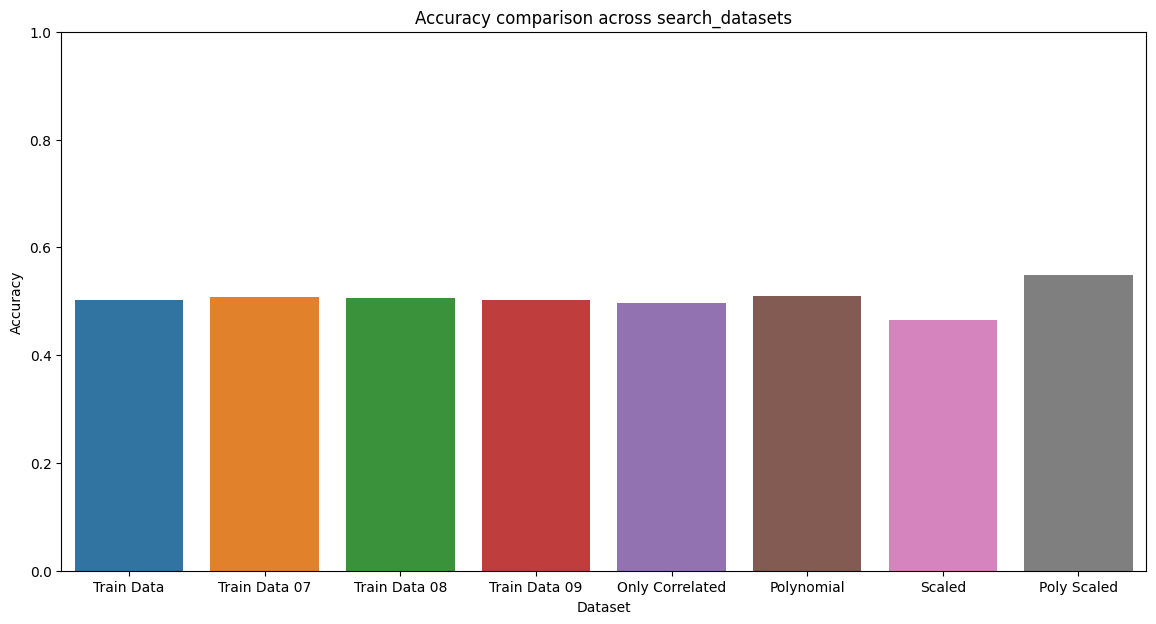 Accuracy comparison across search_datasets
1.0
0.8
0.6
0.4
0.2
0.0
Accuracy
Train Data Train Data 07 Train Data 08 Train Data 09 Only Correlated Polynomial Scaled Poly Scaled
Dataset